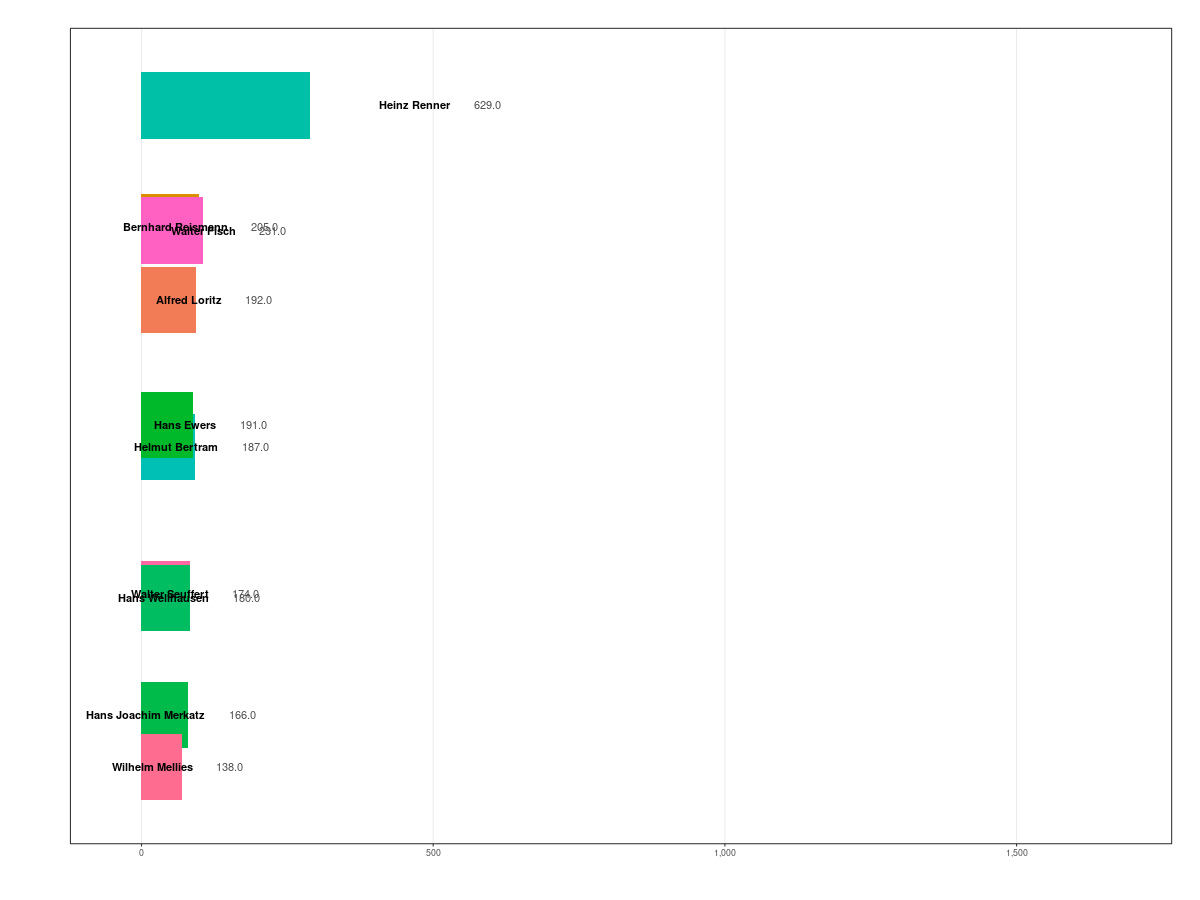 Heinz Renner 629.0
Bernhard Reismann 205.0
Walter Fisch 231.0
Alfred Loritz 192.0
Hans Ewers 191.0
Helmut Bertram 187.0
Walter Seuffert 174.0
Hans Wellhausen 180.0
Hans Joachim Merkatz 166.0
Wilhelm Mellies 138.0
0 500 1,000 1,500